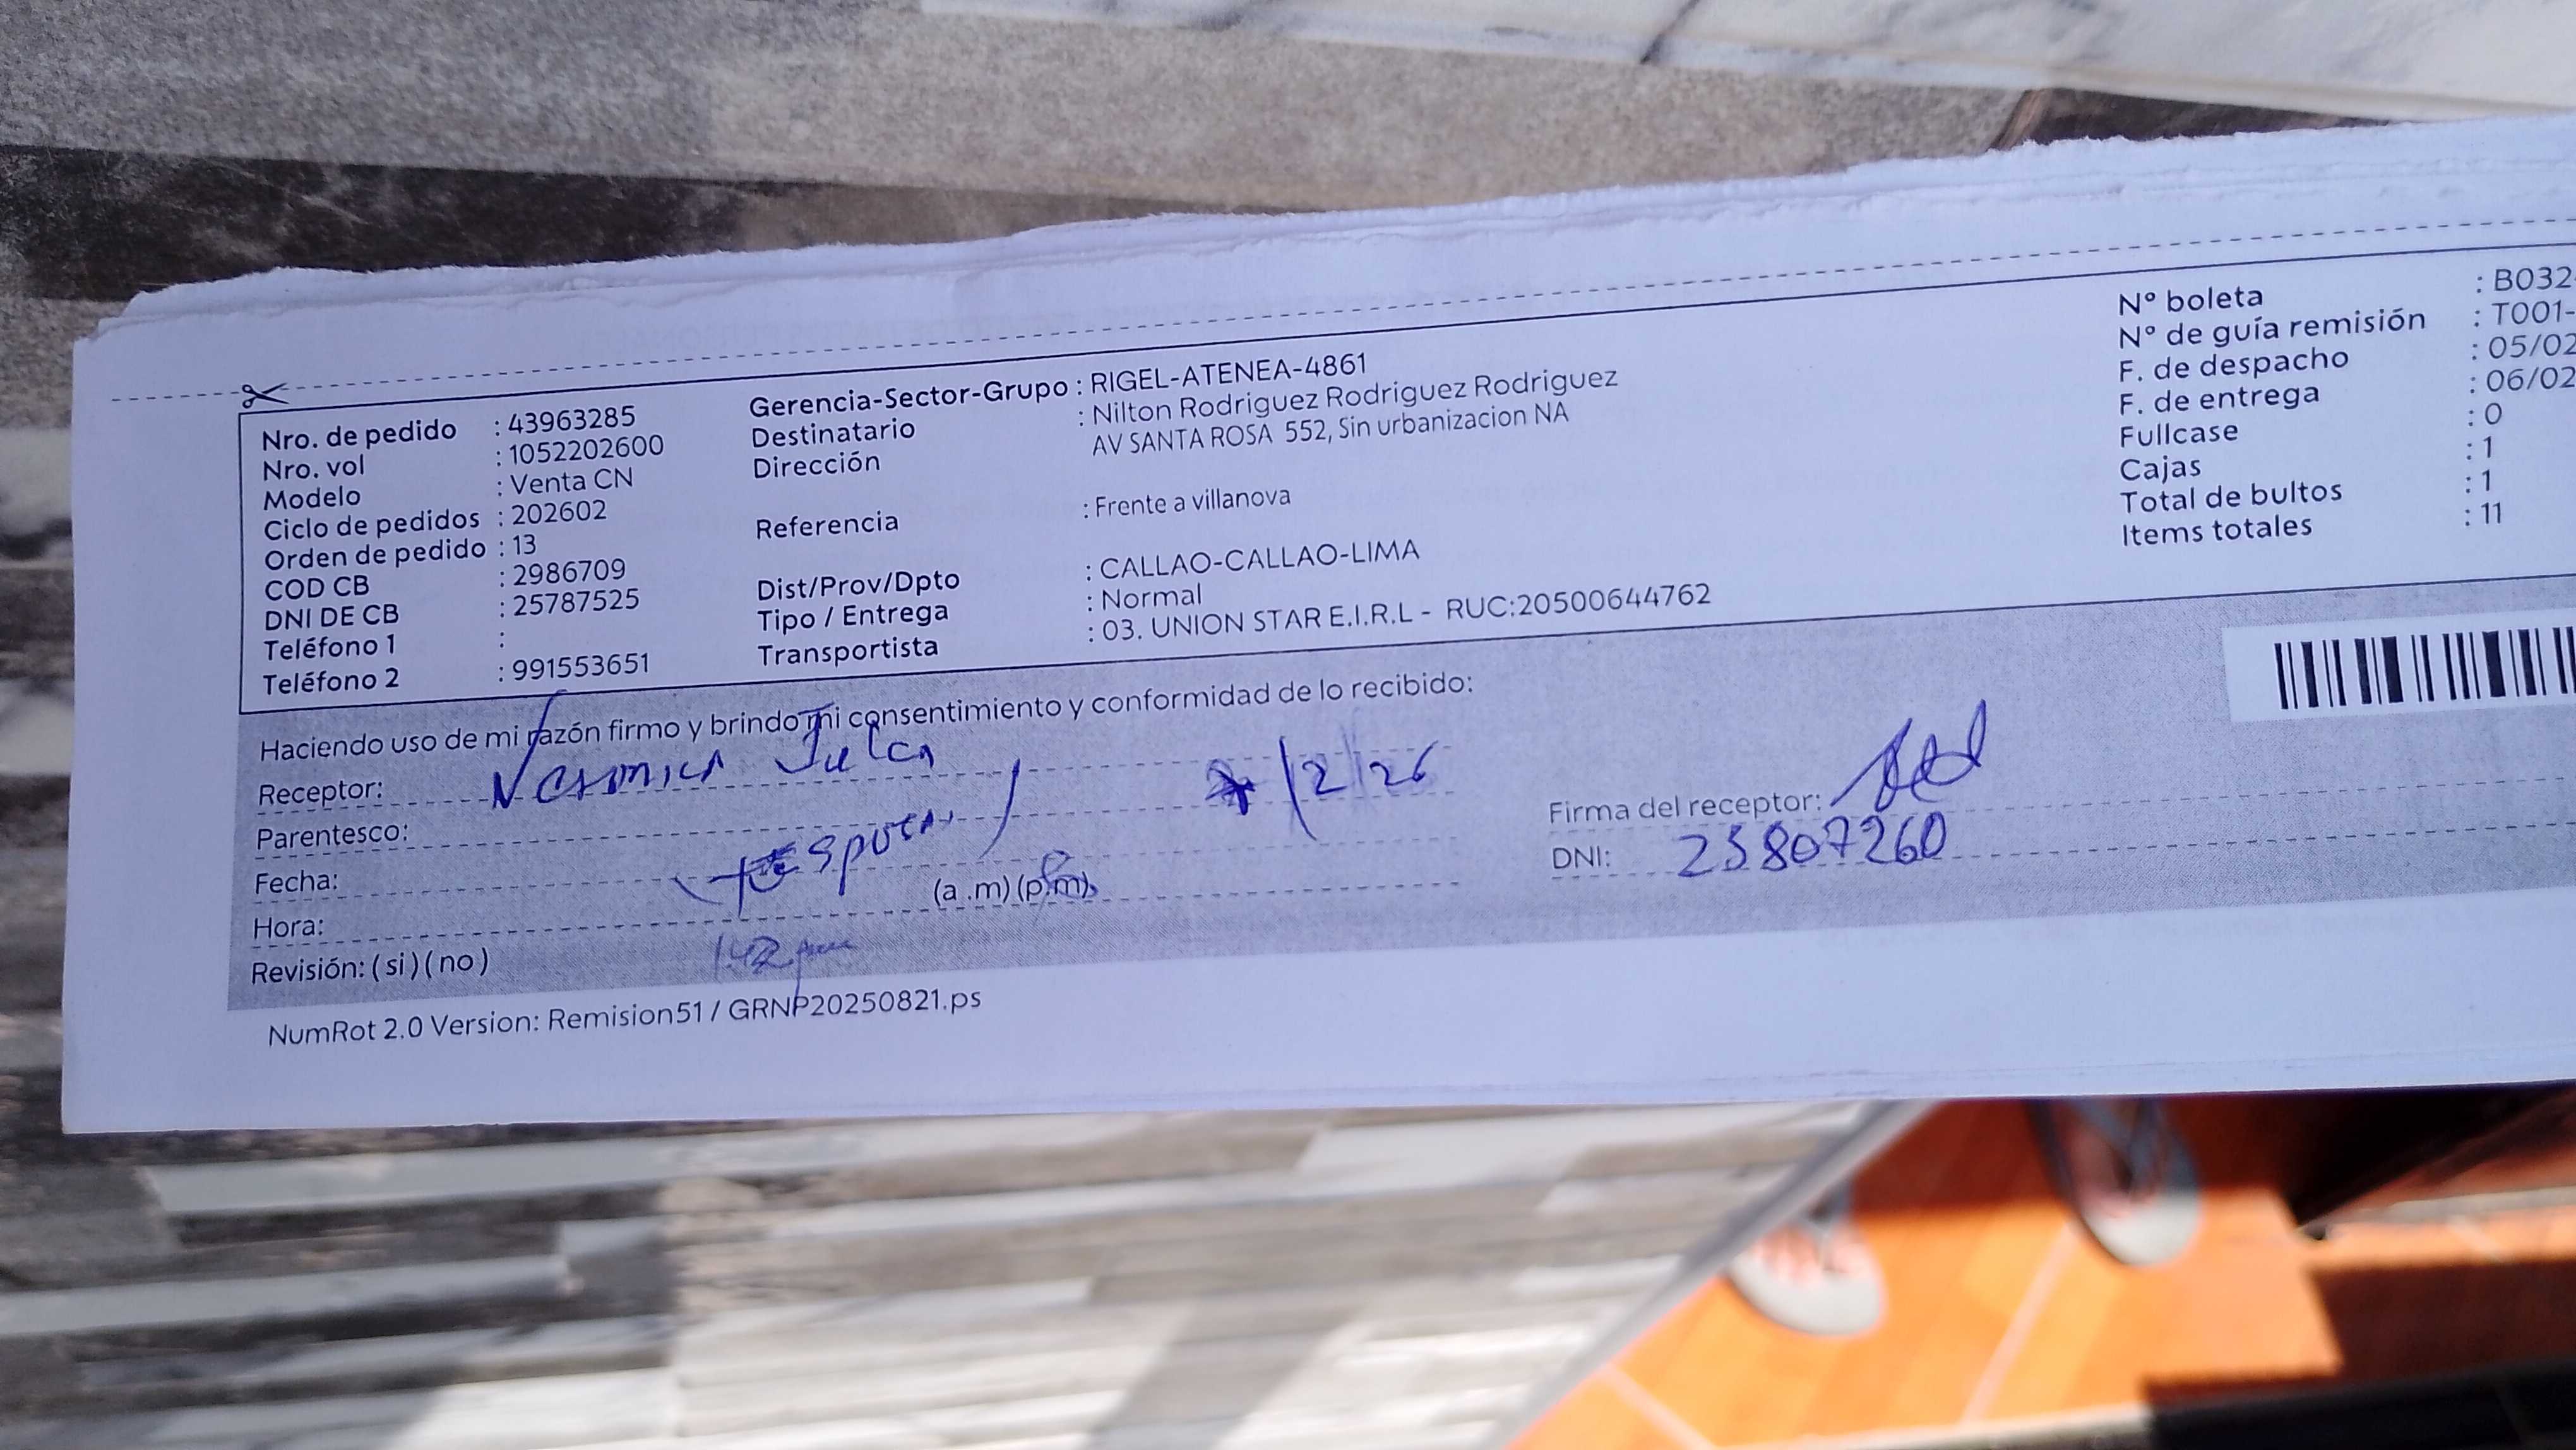 Nro. de pedido : 43963285
Nro. vol : 1052202600
Modelo : Venta CN
Ciclo de pedidos : 202602
Orden de pedido : 13
COD CB : 2986709
DNI DE CB : 25787525
Teléfono 1 :
Teléfono 2 : 991553651
Gerencia-Sector-Grupo : RIGEL-ATENEA-4861
Destinatario : Nilton Rodriguez Rodriguez Rodriguez
Dirección AV SANTA ROSA 552, Sin urbanizacion NA
Referencia : Frente a villanova
Dist/Prov/Dpto : CALLAO-CALLAO-LIMA
Tipo / Entrega : Normal
Transportista : 03. UNION STAR E.I.R.L - RUC:20500644762
Nº boleta : B032-
Nº de guía remisión : T001-
F. de despacho : 05/02
F. de entrega : 06/02
Fullcase : 0
Cajas : 1
Total de bultos : 1
Items totales : 11
Haciendo uso de mi razón firmo y brindo mi consentimiento y conformidad de lo recibido:
Receptor: Veronica Julca
Parentesco:
Fecha: /2/26
Hora: (a .m) (p.m)
Revisión: ( si ) ( no )
Firma del receptor:
DNI: 25807260
NumRot 2.0 Version: Remision51 / GRNP20250821.ps